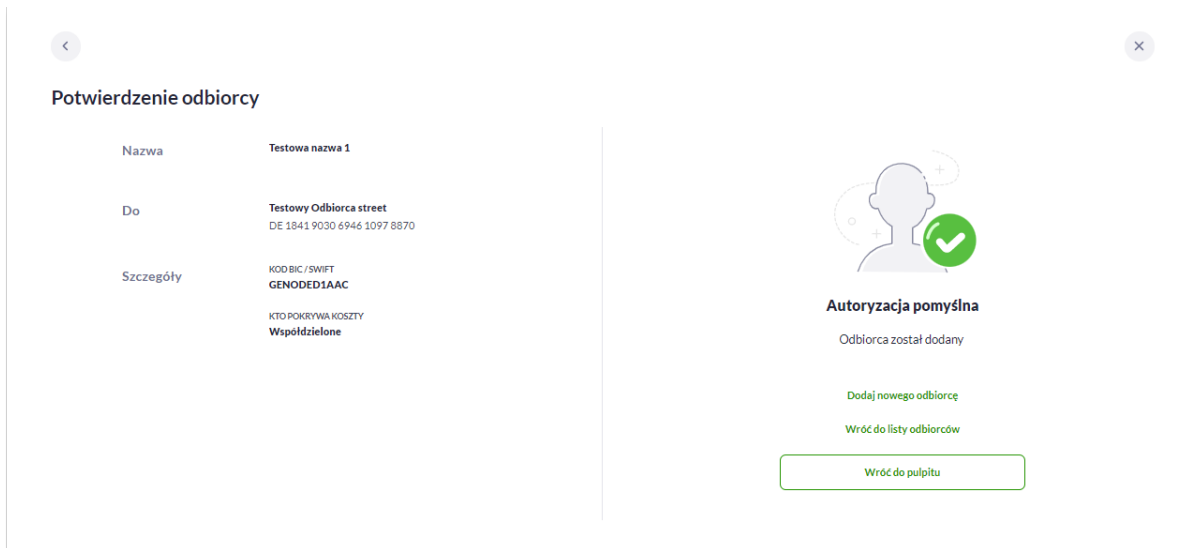 Potwierdzenie odbiorcy
Nazwa
Testowa nazwa 1
Do
Testowy Odbiorca street
DE 1841 9030 6946 1097 8870
Szczegóły
KOD BIC / SWIFT
GENODED1AAC
KTO POKRYWA KOSZTY
Współdzielone
Autoryzacja pomyślna
Odbiorca został dodany
Dodaj nowego odbiorcę
Wróć do listy odbiorców
Wróć do pulpitu